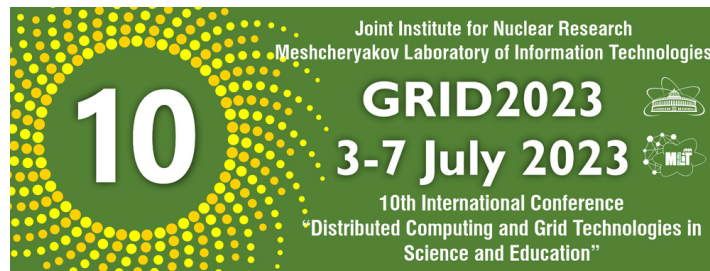 10
Joint Institute for Nuclear Research
Meshcheryakov Laboratory of Information Technologies
GRID2023
3-7 July 2023
10th International Conference
“Distributed Computing and Grid Technologies in
Science and Education”